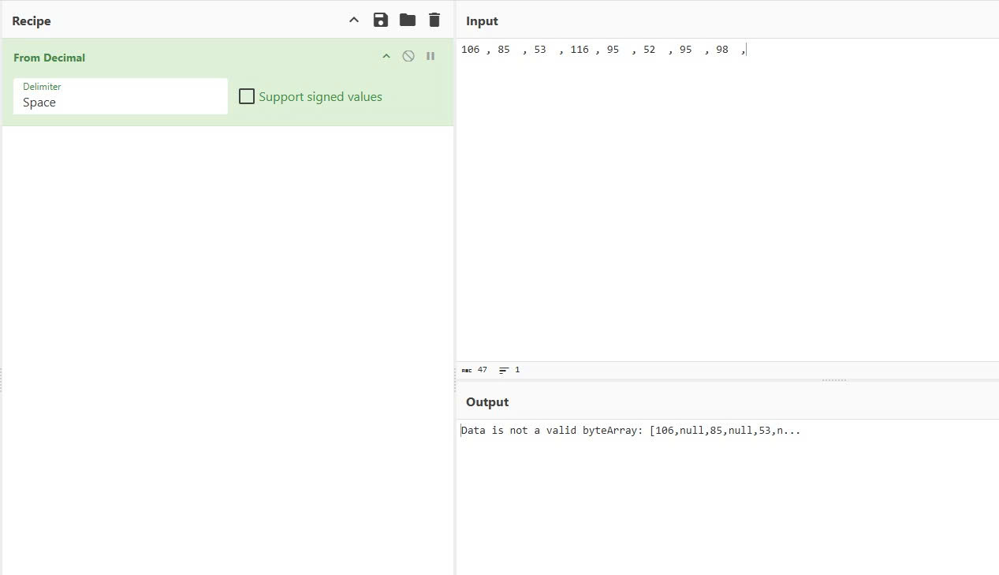 Recipe
From Decimal
Delimiter
Space
Support signed values
Input
106 , 85  , 53  , 116 , 95  , 52  , 95  , 98  ,
ABC 47 1
Output
Data is not a valid byteArray: [106,null,85,null,53,n...